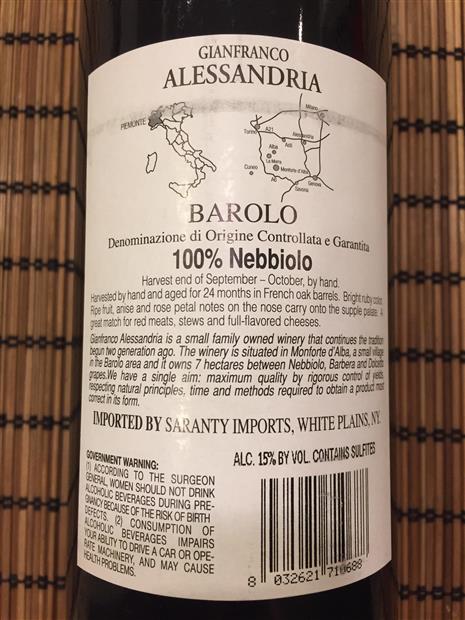 GIANFRANCO
ALESSANDRIA
PIEMONTE
Milano
Torino
A21
Asti
Alessandria
Alba
La Morra
Cuneo
Monforte d'Alba
A6
Genova
Savona
BAROLO
Denominazione di Origine Controllata e Garantita
100% Nebbiolo
Harvest end of September – October, by hand.
Harvested by hand and aged for 24 months in French oak barrels. Bright ruby color.
Ripe fruit, anise and rose petal notes on the nose carry onto the supple palate. A
great match for red meats, stews and full-flavored cheeses.
Gianfranco Alessandria is a small family owned winery that continues the tradition
begun two generation ago. The winery is situated in Monforte d'Alba, a small village
in the Barolo area and it owns 7 hectares between Nebbiolo, Barbera and Dolcetto
grapes.We have a single aim: maximum quality by rigorous control of yields,
respecting natural principles, time and methods required to obtain a product most
correct in its form.
IMPORTED BY SARANTY IMPORTS, WHITE PLAINS, NY.
GOVERNMENT WARNING:
(1) ACCORDING TO THE SURGEON
GENERAL, WOMEN SHOULD NOT DRINK
ALCOHOLIC BEVERAGES DURING PRE-
GNANCY BECAUSE OF THE RISK OF BIRTH
DEFECTS. (2) CONSUMPTION OF
ALCOHOLIC BEVERAGES IMPAIRS
YOUR ABILITY TO DRIVE A CAR OR OPE-
RATE MACHINERY, AND MAY CAUSE
HEALTH PROBLEMS.
ALC. 15% BY VOL. CONTAINS SULFITES
8 032621 710688